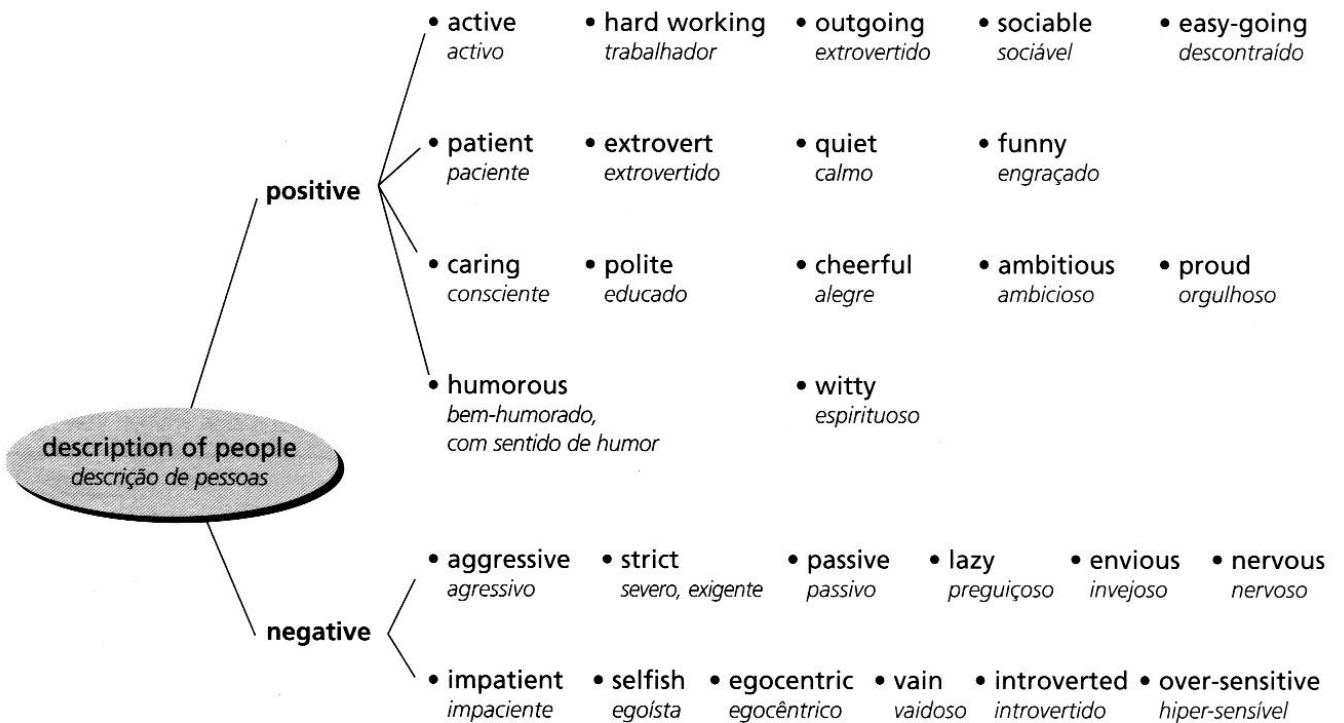 • active • hard working • outgoing • sociable • easy-going
activo trabalhador extrovertido sociável descontraído
• patient • extrovert • quiet • funny
paciente extrovertido calmo engraçado
positive
• caring • polite • cheerful • ambitious • proud
consciente educado alegre ambicioso orgulhoso
• humorous • witty
bem-humorado, espirituoso
com sentido de humor
description of people
descrição de pessoas
• aggressive • strict • passive • lazy • envious • nervous
agressivo severo, exigente passivo preguiçoso invejoso nervoso
negative
• impatient • selfish • egocentric • vain • introverted • over-sensitive
impaciente egoísta egocêntrico vaidoso introvertido hiper-sensível